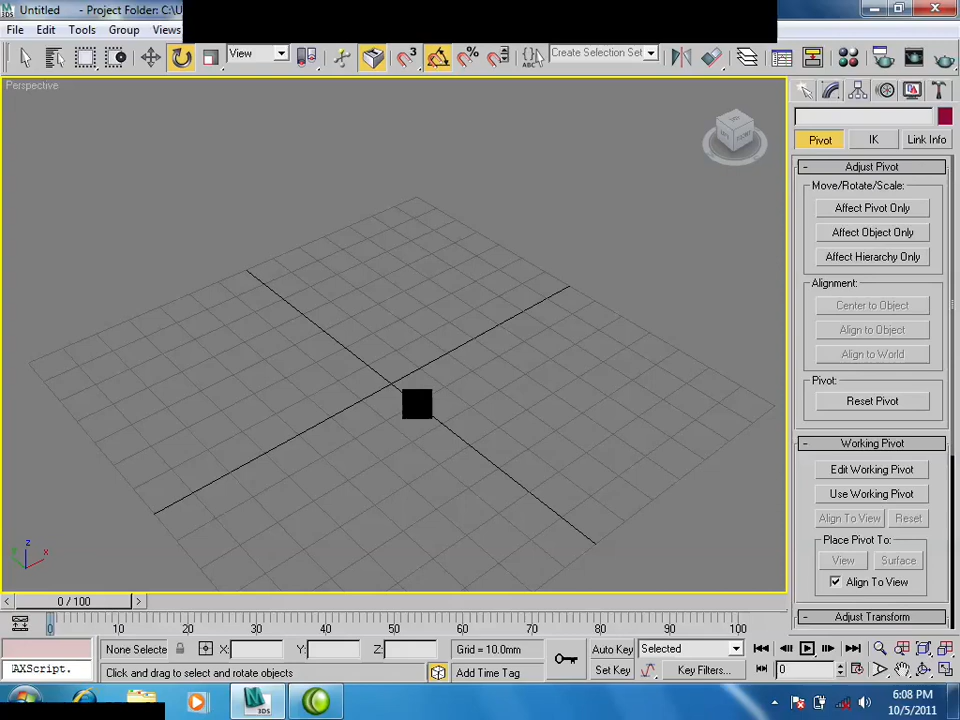 Untitled - Project Folder: C:\U
File Edit Tools Group Views
View
3
%
ABC
Create Selection Set
Perspective
Pivot IK Link Info
- Adjust Pivot
Move/Rotate/Scale:
Affect Pivot Only
Affect Object Only
Affect Hierarchy Only
Alignment:
Center to Object
Align to Object
Align to World
Pivot:
Reset Pivot
- Working Pivot
Edit Working Pivot
Use Working Pivot
Align To View Reset
Place Pivot To:
View Surface
Align To View
Adjust Transform
z
x
< 0 / 100 >
0 10 20 30 40 50 60 70 80 90 100
None Selecte X: Y: Z: Grid = 10.0mm Auto Key Selected
AXScript. Click and drag to select and rotate objects Add Time Tag Set Key Key Filters... 0
3DS
6:08 PM
10/5/2011